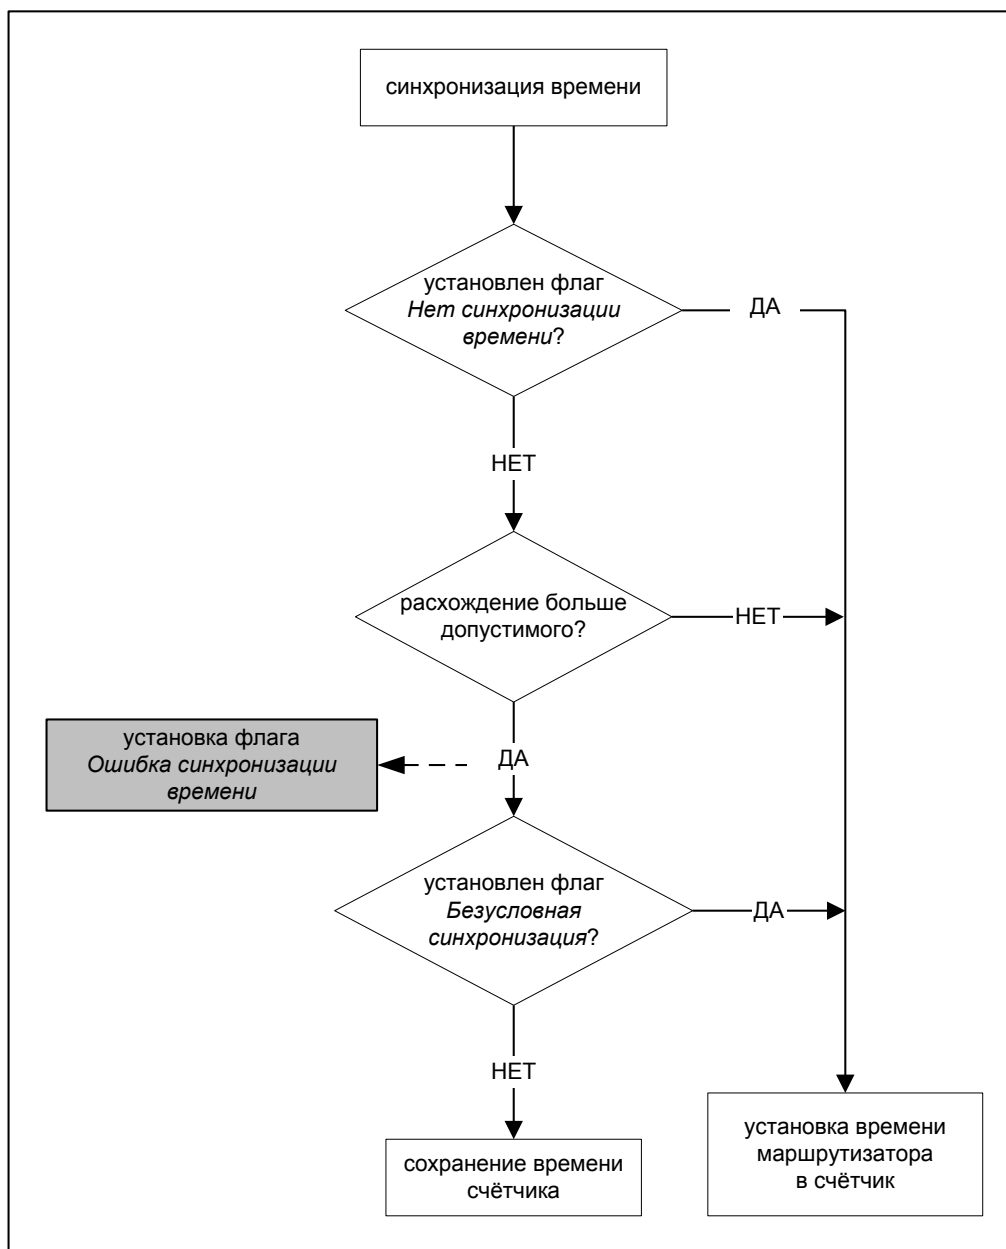 синхронизация времени
установлен флаг
Нет синхронизации
времени?
ДА
НЕТ
расхождение больше
допустимого?
НЕТ
установка флага
Ошибка синхронизации
времени
ДА
установлен флаг
Безусловная
синхронизация?
ДА
НЕТ
сохранение времени
счётчика
установка времени
маршрутизатора
в счётчик